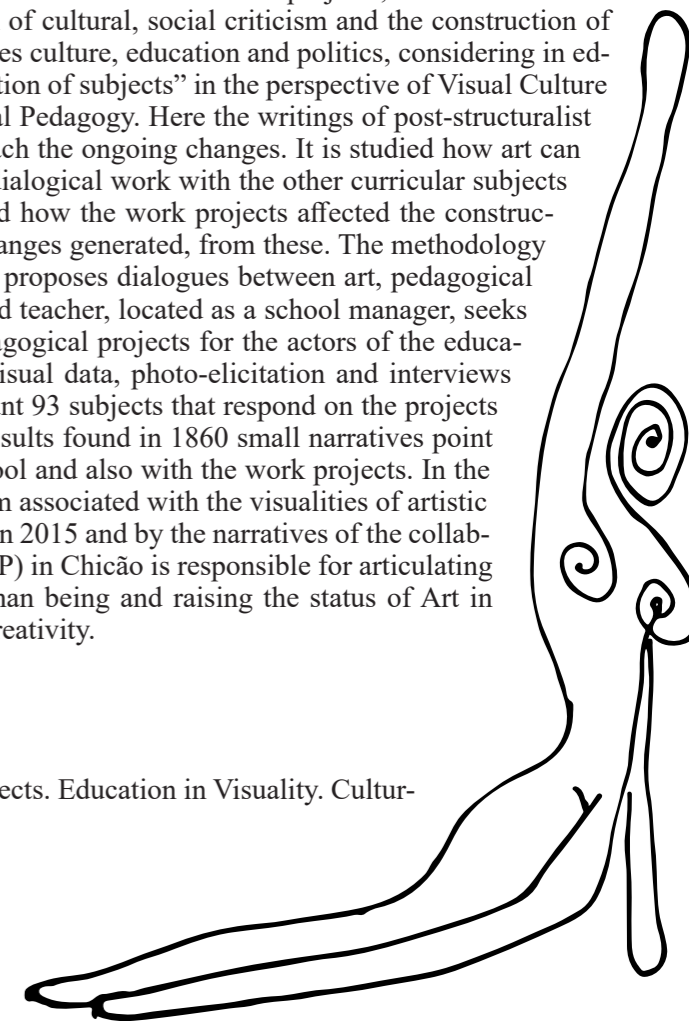 of cultural, social criticism and the construction of
es culture, education and politics, considering in ed-
tion of subjects” in the perspective of Visual Culture
al Pedagogy. Here the writings of post-structuralist
ch the ongoing changes. It is studied how art can
dialogical work with the other curricular subjects
d how the work projects affected the construc-
anges generated, from these. The methodology
proposes dialogues between art, pedagogical
d teacher, located as a school manager, seeks
agogical projects for the actors of the educa-
isual data, photo-elicitation and interviews
nt 93 subjects that respond on the projects
sults found in 1860 small narratives point
ool and also with the work projects. In the
m associated with the visualities of artistic
n 2015 and by the narratives of the collab-
P) in Chicão is responsible for articulating
nan being and raising the status of Art in
reativity.
ects. Education in Visuality. Cultur-